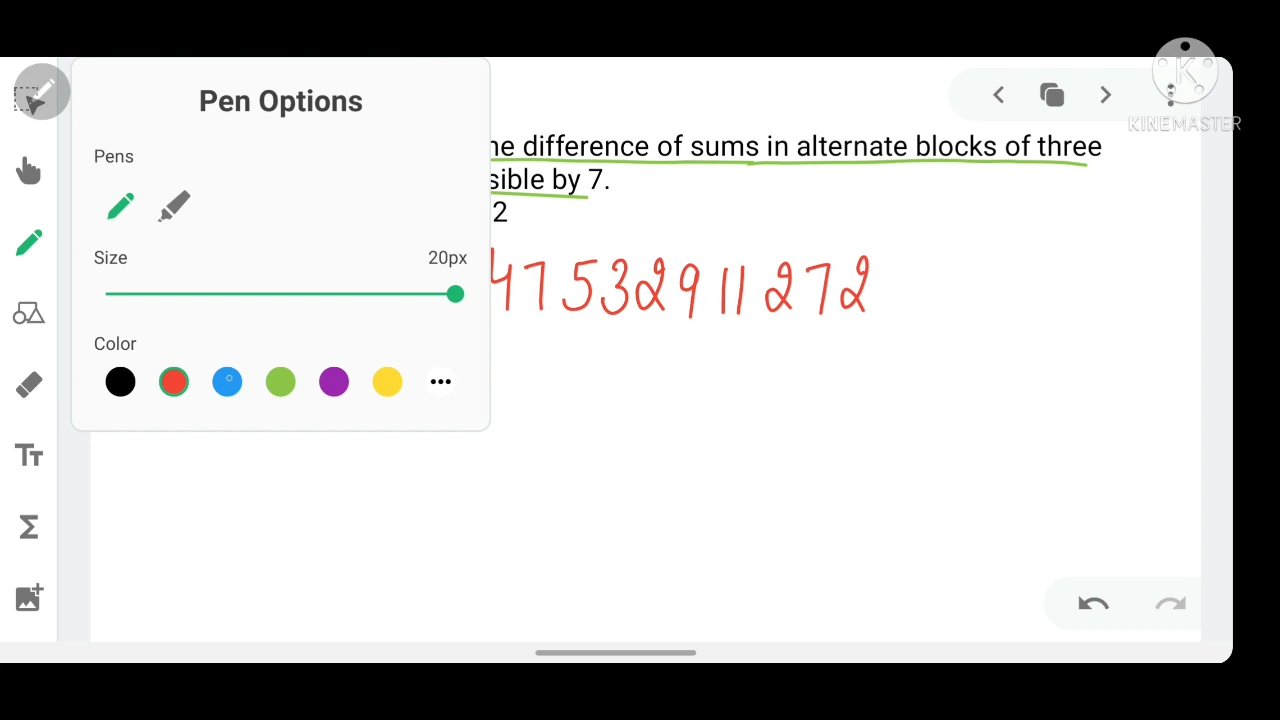 Pen Options
Pens
Size 20px
Color
he difference of sums in alternate blocks of three
sible by 7.
2
47532911272
KINEMASTER